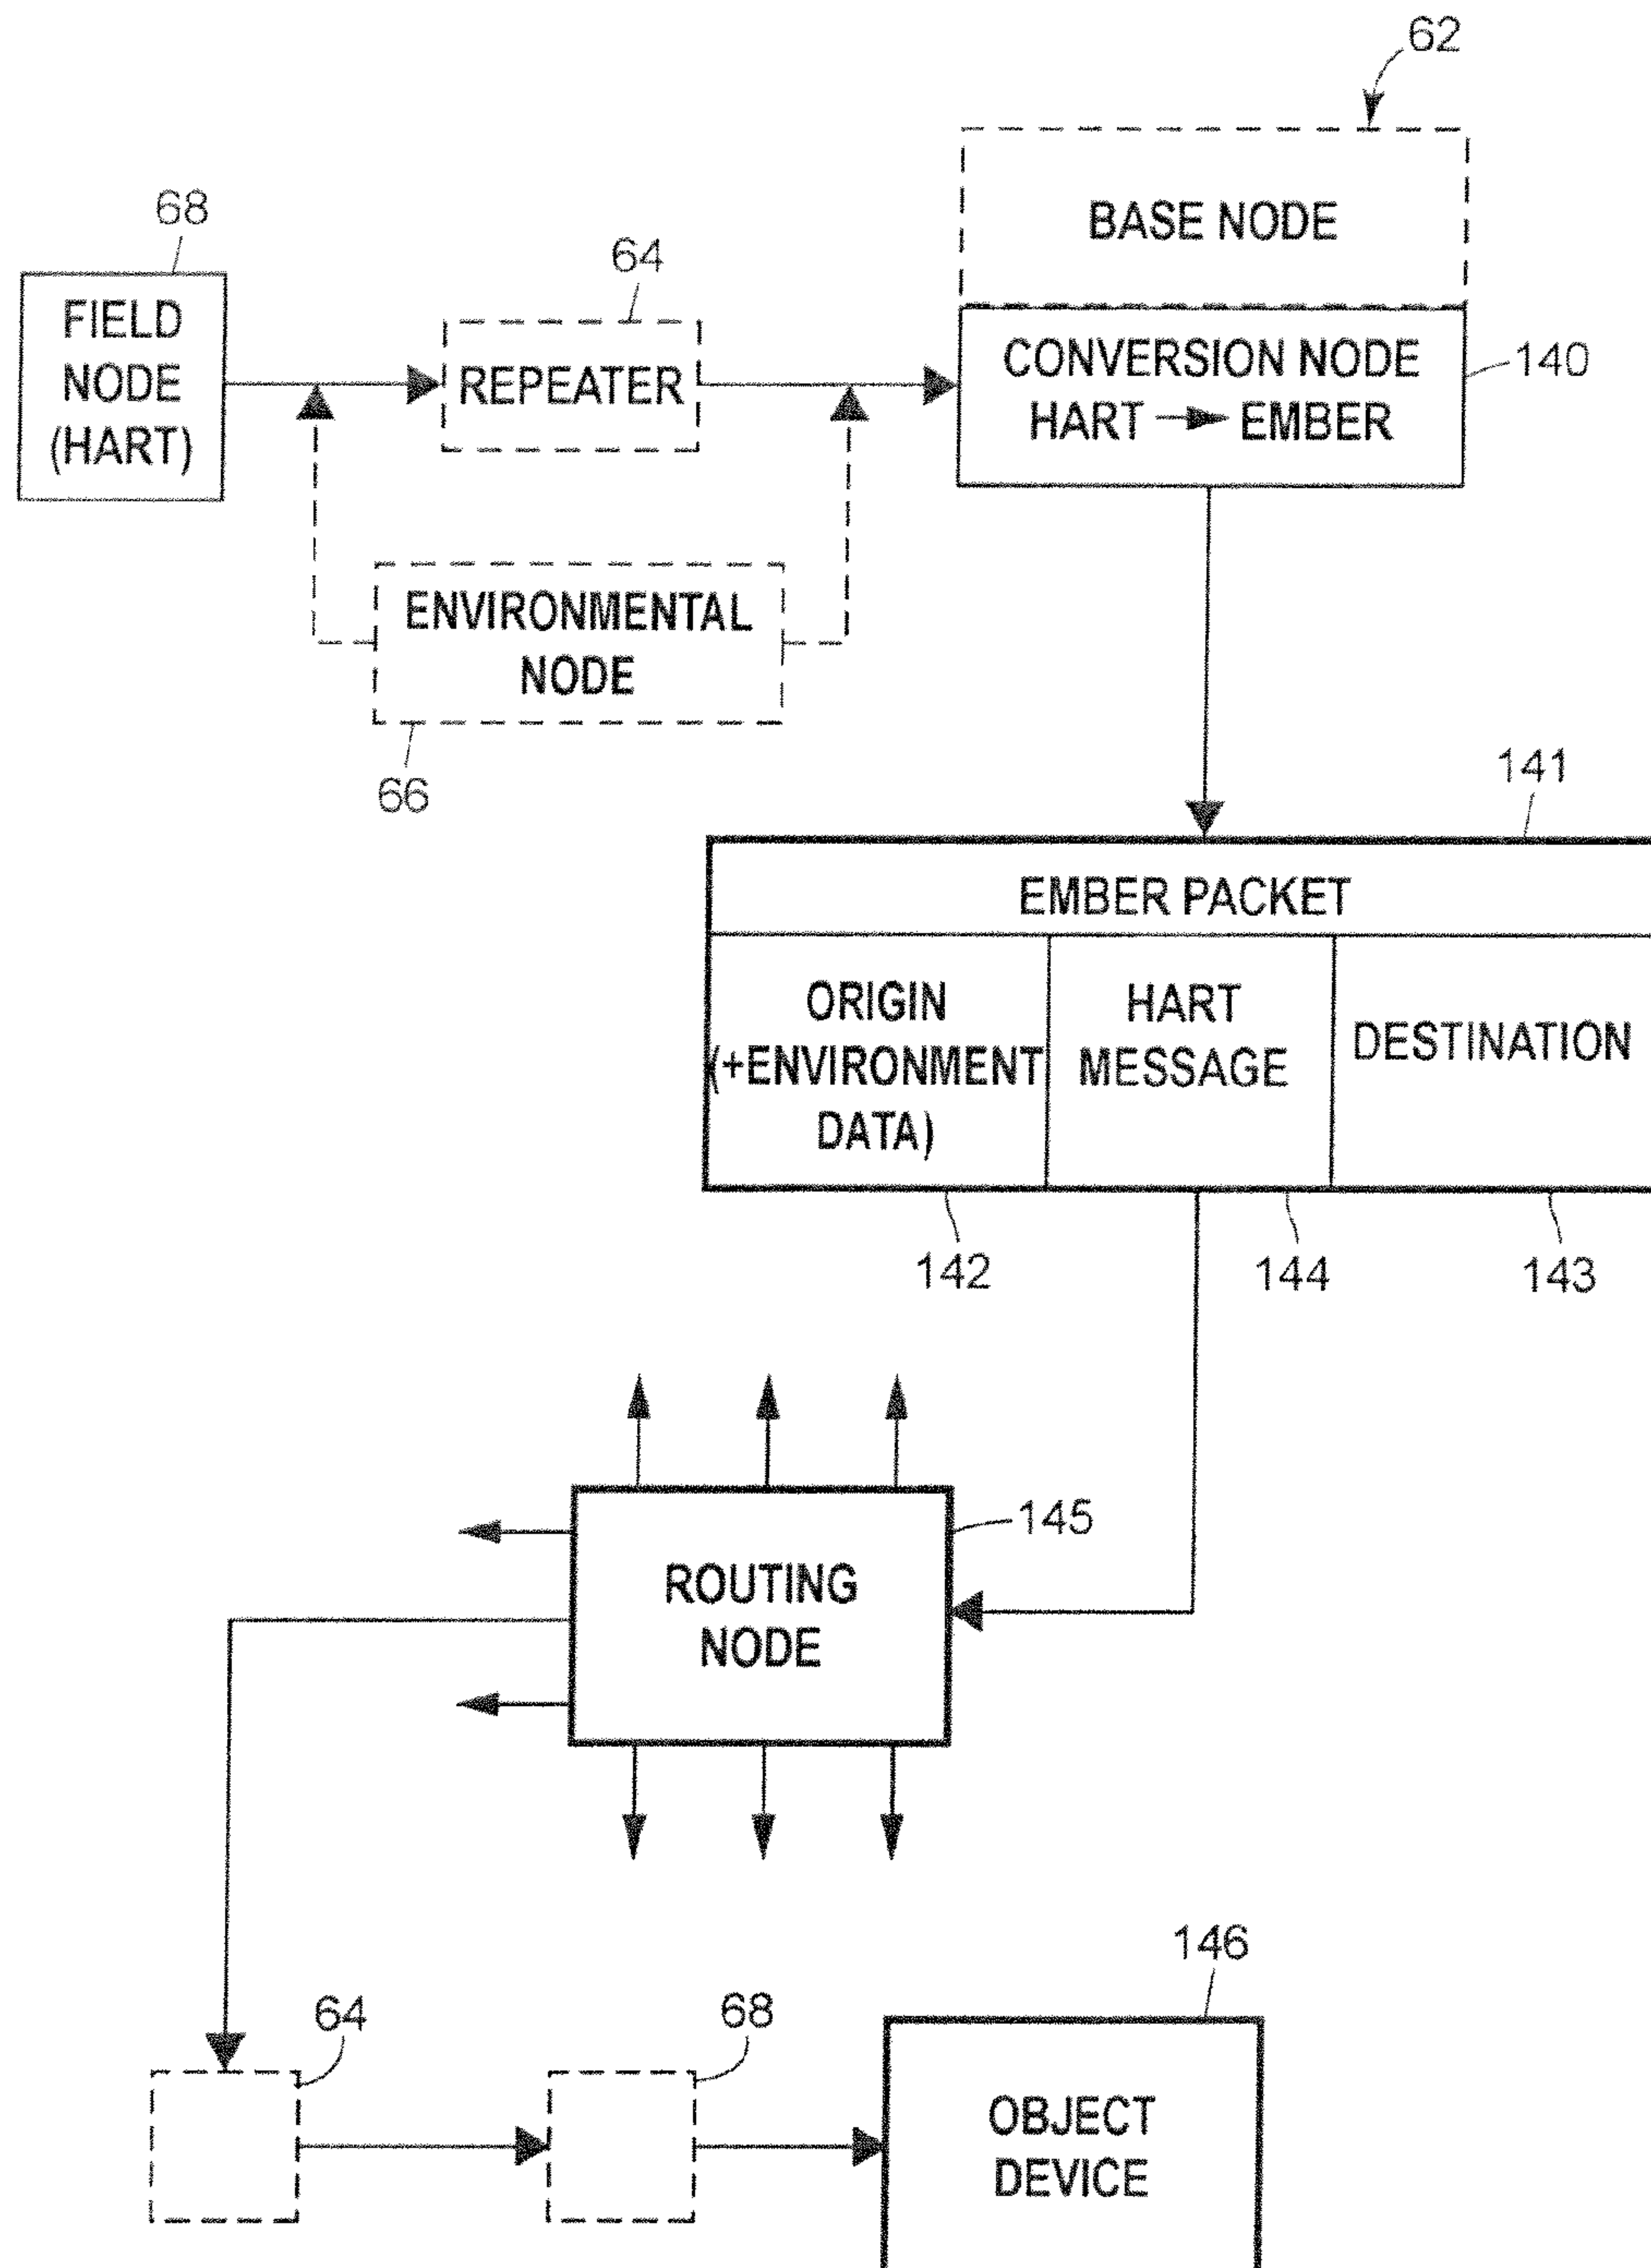 62
BASE NODE
68
FIELD
NODE
(HART)
64
REPEATER
CONVERSION NODE
HART → EMBER
140
ENVIRONMENTAL
NODE
66
141
EMBER PACKET
ORIGIN
(+ENVIRONMENT
DATA)
HART
MESSAGE
DESTINATION
142
144
143
145
ROUTING
NODE
64
68
146
OBJECT
DEVICE